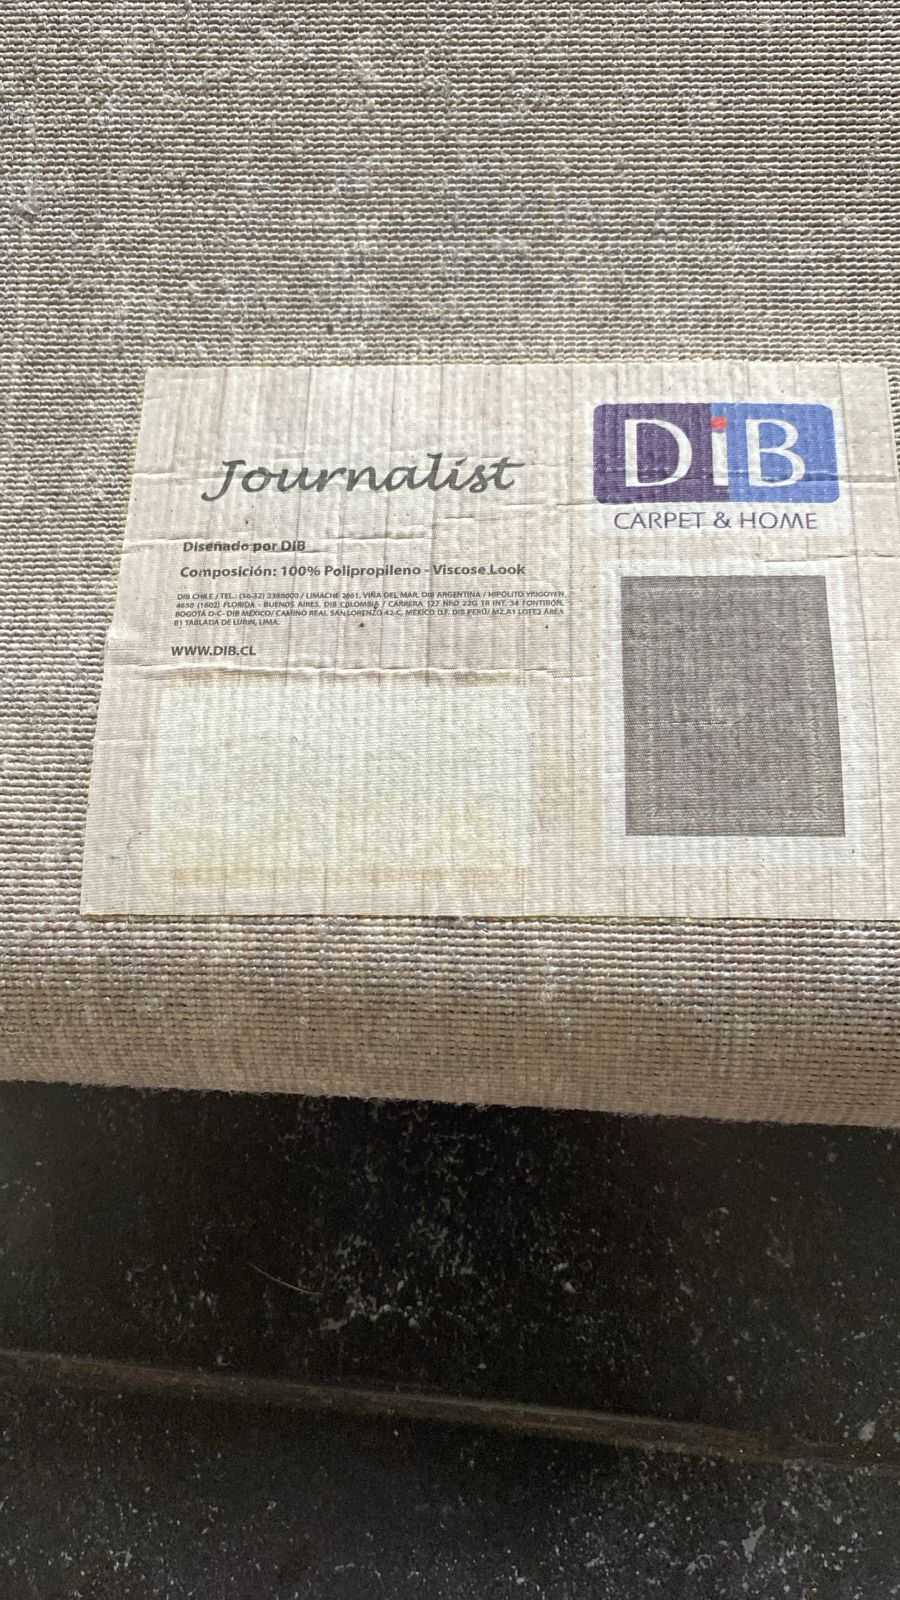 Journalist
DiB
CARPET & HOME
Diseñado por DIB
Composición: 100% Polipropileno - Viscose Look
DIB CHILE / TEL.: (56-32) 2388000 / LIMACHE 2961, VIÑA DEL MAR, DIB ARGENTINA / HIPÓLITO YRIGOYEN
4650 (1602) FLORIDA - BUENOS AIRES, DIB COLOMBIA / CARRERA 127 NRO 22G 18 INT. 34 FONTIBÓN,
BOGOTÁ D-C- DIB MÉXICO/ CAMINO REAL SAN LORENZO 42-C, MÉXICO D.F. DIB PERÚ/ MZ.A1 LOTE2 ÁREA
B1 TABLADA DE LURÍN, LIMA.
WWW.DIB.CL